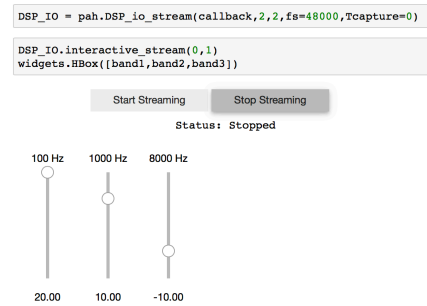 DSP_IO = pah.DSP_io_stream(callback,2,2,fs=48000,Tcapture=0)
DSP_IO.interactive_stream(0,1)
widgets.HBox([band1,band2,band3])
Start Streaming Stop Streaming
Status: Stopped
100 Hz 1000 Hz 8000 Hz
20.00 10.00 -10.00